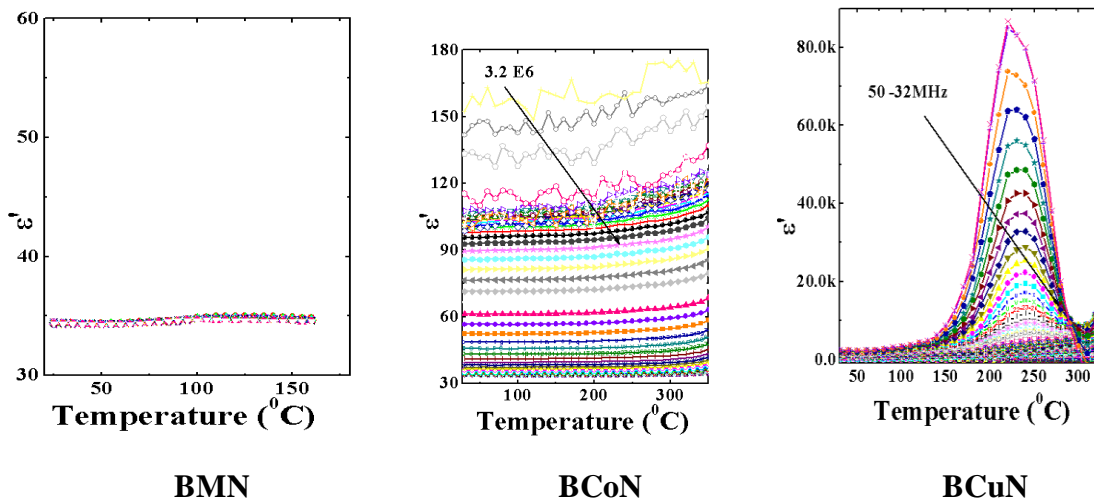 60
50
40
30
50 100 150
ε'
Temperature (⁰C)
BMN
180
150
120
90
60
30
100 200 300
ε'
3.2 E6
Temperature (⁰C)
BCoN
80.0k
60.0k
40.0k
20.0k
0.0
50 100 150 200 250 300
ε'
50 -32MHz
Temperature (⁰C)
BCuN